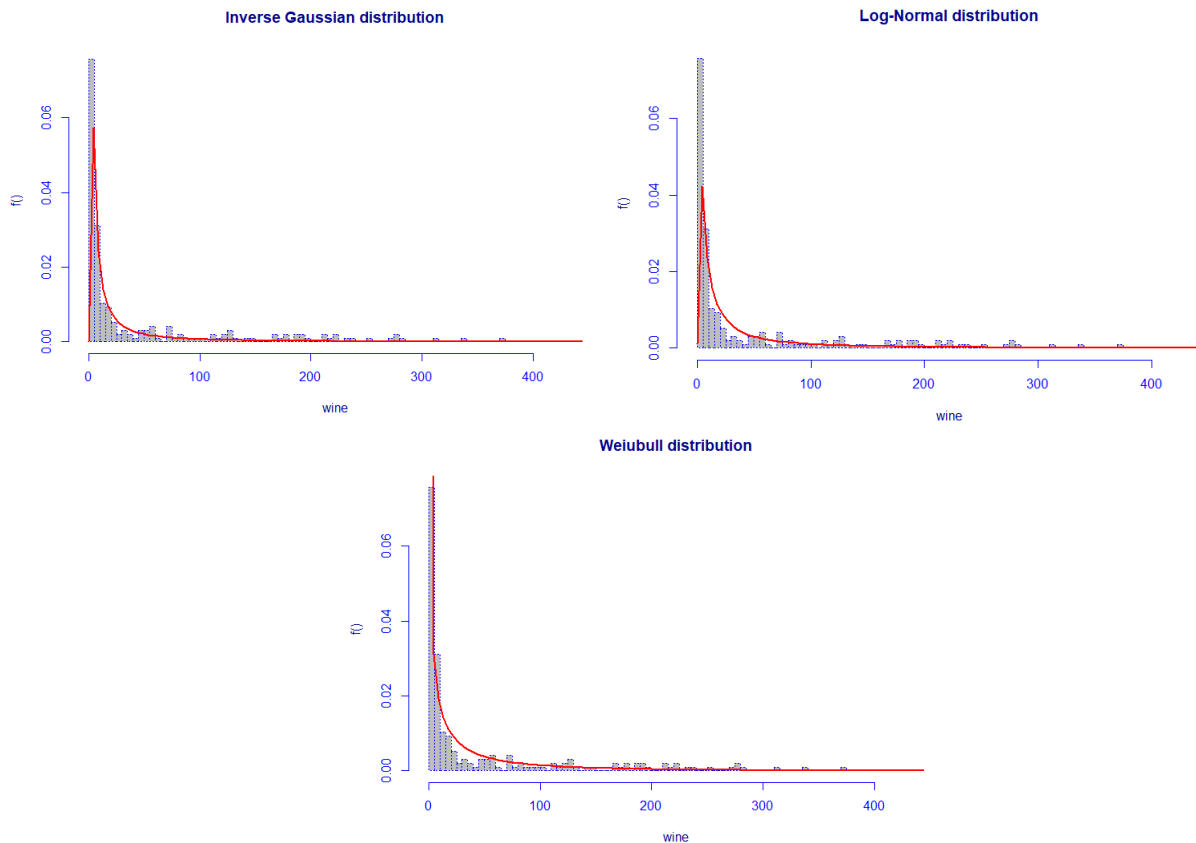 Inverse Gaussian distribution
f()
0.00 0.02 0.04 0.06
0 100 200 300 400
wine
Log-Normal distribution
f()
0.00 0.02 0.04 0.06
0 100 200 300 400
wine
Weiubull distribution
f()
0.00 0.02 0.04 0.06
0 100 200 300 400
wine